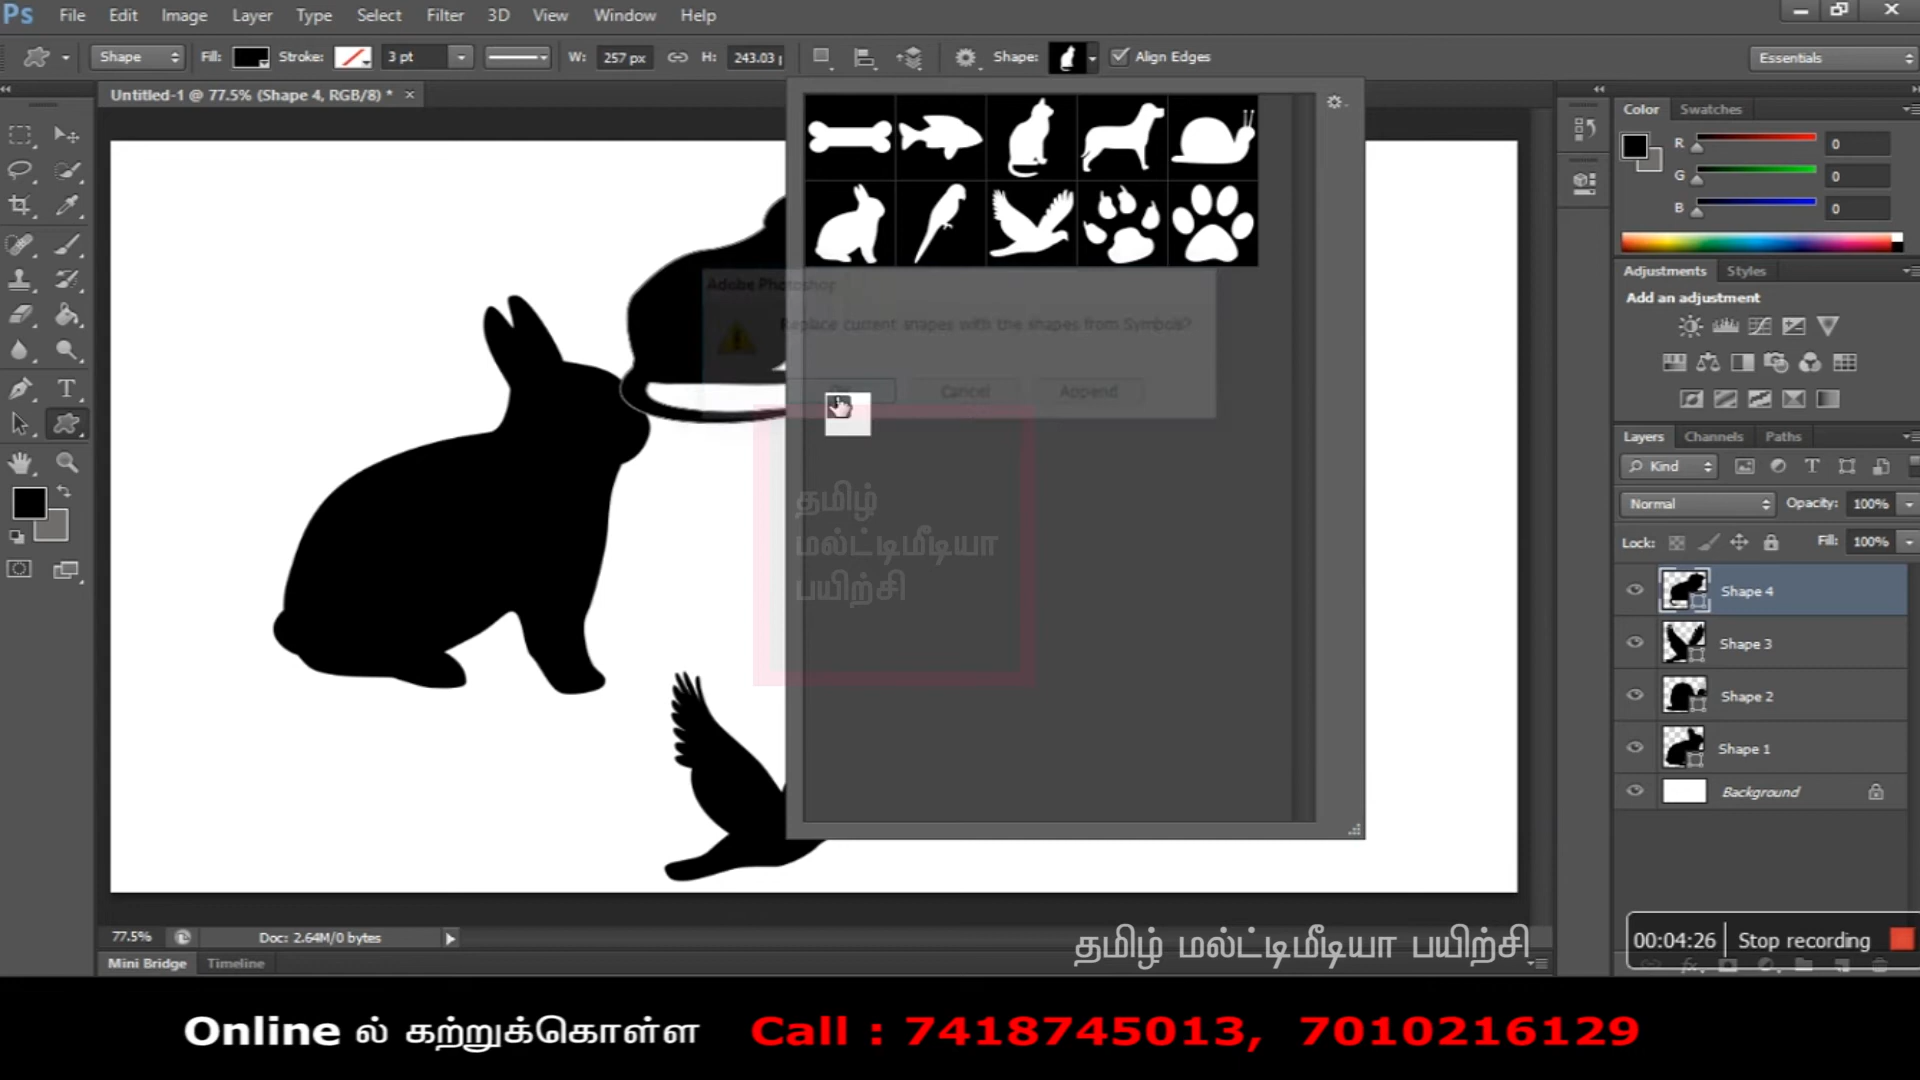 Ps File Edit Image Layer Type Select Filter 3D View Window Help
Shape Fill: Stroke: 3 pt W: 257 px H: 243.03 Shape: Align Edges Essentials
Untitled-1 @ 77.5% (Shape 4, RGB/8) * ×
Color Swatches
R 0
G 0
B 0
Adjustments Styles
Add an adjustment
Adobe Photoshop
Replace current shapes with the shapes from Symbols?
OK Cancel Append
தமிழ்
மல்ட்டிமீடியா
பயிற்சி
Layers Channels Paths
Kind
Normal Opacity: 100%
Lock: Fill: 100%
Shape 4
Shape 3
Shape 2
Shape 1
Background
77.5% Doc: 2.64M/0 bytes
தமிழ் மல்ட்டிமீடியா பயிற்சி
00:04:26 Stop recording
Mini Bridge Timeline
Online ல் கற்றுக்கொள்ள Call : 7418745013, 7010216129